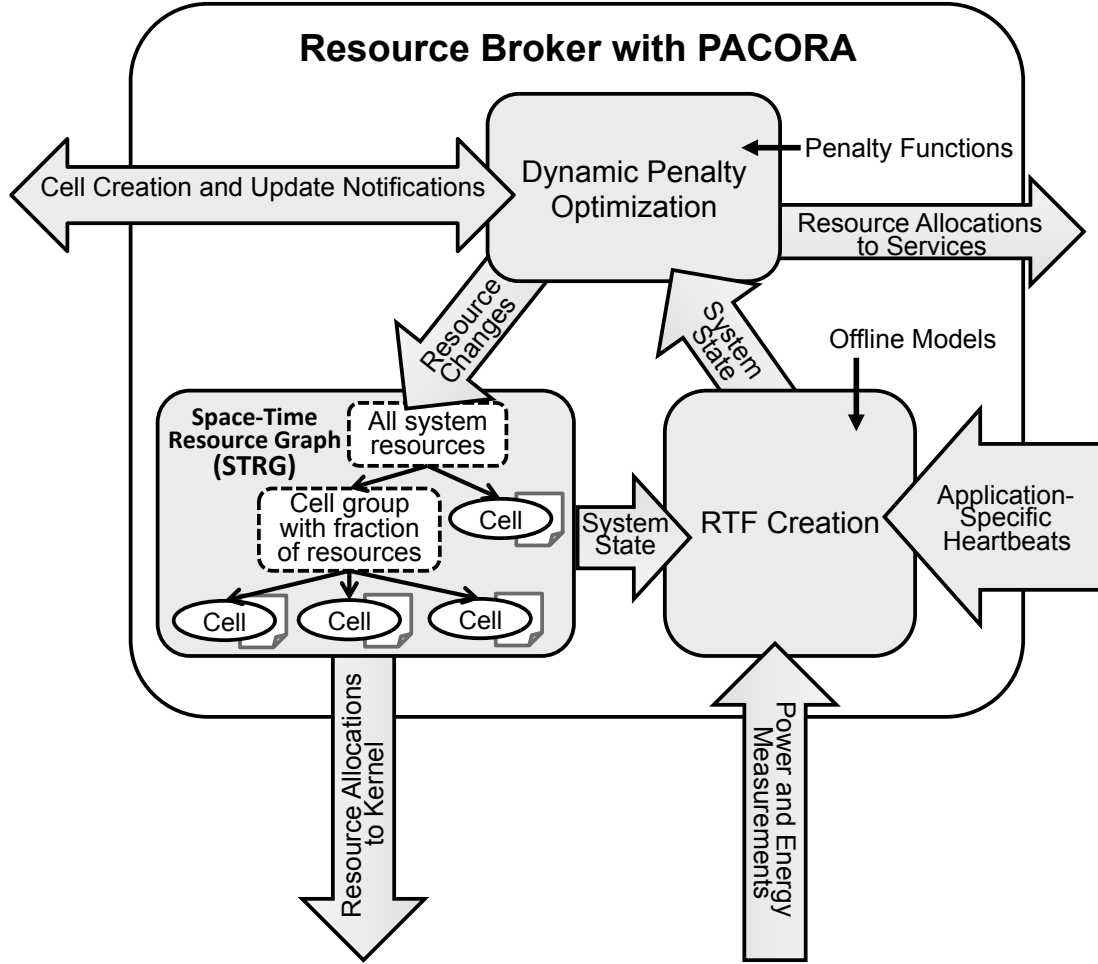 Resource Broker with PACORA
Cell Creation and Update Notifications
Dynamic Penalty
Optimization
Penalty Functions
Resource Allocations
to Services
Resource
Changes
System
State
Offline Models
Space-Time
Resource Graph
(STRG)
All system
resources
Cell group
with fraction
of resources
Cell
Cell
Cell
Cell
System
State
RTF Creation
Application-
Specific
Heartbeats
Resource Allocations
to Kernel
Power and Energy
Measurements